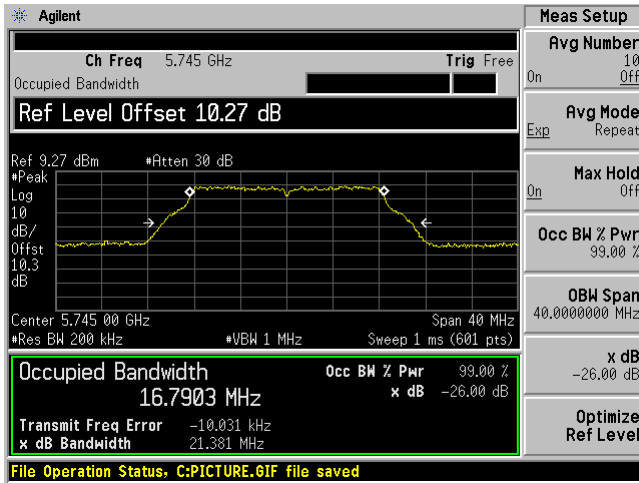 Agilent
Meas Setup
Ch Freq 5.745 GHz Trig Free
Occupied Bandwidth
Ref Level Offset 10.27 dB
Ref 9.27 dBm #Atten 30 dB
#Peak
Log
10
dB/
Offst
10.3
dB
Center 5.745 00 GHz Span 40 MHz
#Res BW 200 kHz #VBW 1 MHz Sweep 1 ms (601 pts)
Occupied Bandwidth
16.7903 MHz
Occ BW % Pwr 99.00 %
x dB -26.00 dB
Transmit Freq Error -10.031 kHz
x dB Bandwidth 21.381 MHz
File Operation Status, C:PICTURE.GIF file saved
Avg Number
10
On Off
Avg Mode
Exp Repeat
Max Hold
On Off
Occ BW % Pwr
99.00 %
OBW Span
40.0000000 MHz
x dB
-26.00 dB
Optimize
Ref Level